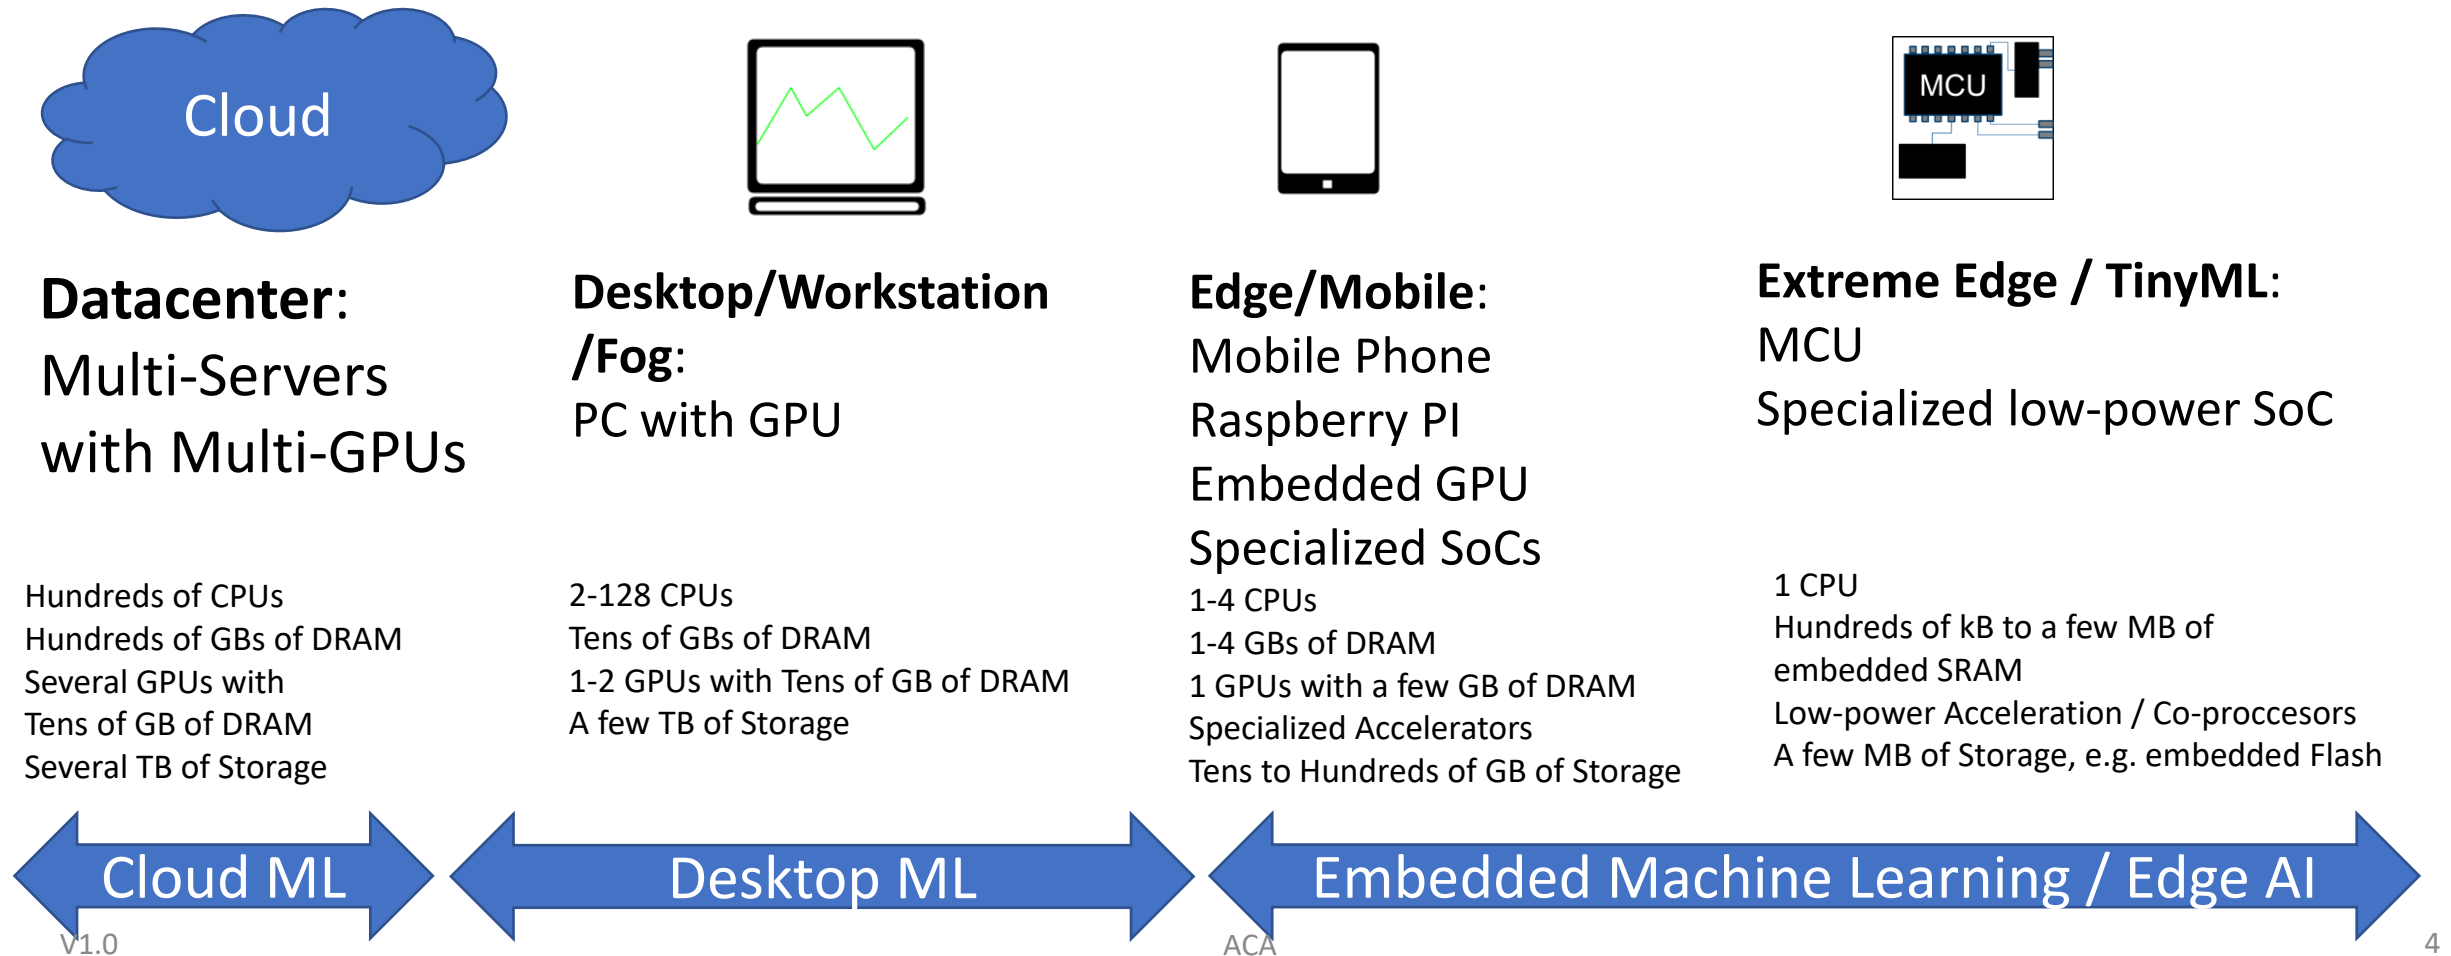 Cloud
MCU
Datacenter:
Multi-Servers
with Multi-GPUs
Hundreds of CPUs
Hundreds of GBs of DRAM
Several GPUs with
Tens of GB of DRAM
Several TB of Storage
Desktop/Workstation
/Fog:
PC with GPU
2-128 CPUs
Tens of GBs of DRAM
1-2 GPUs with Tens of GB of DRAM
A few TB of Storage
Edge/Mobile:
Mobile Phone
Raspberry PI
Embedded GPU
Specialized SoCs
1-4 CPUs
1-4 GBs of DRAM
1 GPUs with a few GB of DRAM
Specialized Accelerators
Tens to Hundreds of GB of Storage
Extreme Edge / TinyML:
MCU
Specialized low-power SoC
1 CPU
Hundreds of kB to a few MB of
embedded SRAM
Low-power Acceleration / Co-proccesors
A few MB of Storage, e.g. embedded Flash
Cloud ML
Desktop ML
Embedded Machine Learning / Edge AI
V1.0
ACA
4